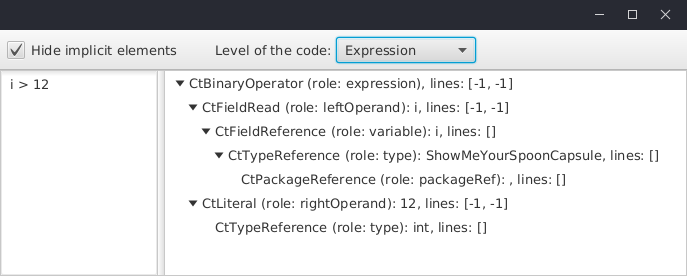 Hide implicit elements Level of the code: Expression
i > 12
CtBinaryOperator (role: expression), lines: [-1, -1]
CtFieldRead (role: leftOperand): i, lines: [-1, -1]
CtFieldReference (role: variable): i, lines: []
CtTypeReference (role: type): ShowMeYourSpoonCapsule, lines: []
CtPackageReference (role: packageRef): , lines: []
CtLiteral (role: rightOperand): 12, lines: [-1, -1]
CtTypeReference (role: type): int, lines: []